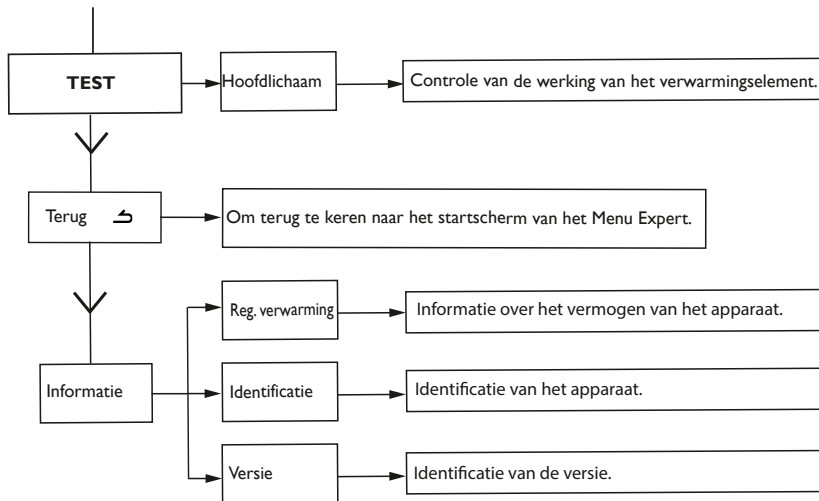 TEST
Hoofdlichaam
Controle van de werking van het verwarmingselement.
Terug
Om terug te keren naar het startscherm van het Menu Expert.
Reg. verwarming
Informatie over het vermogen van het apparaat.
Informatie
Identificatie
Identificatie van het apparaat.
Versie
Identificatie van de versie.